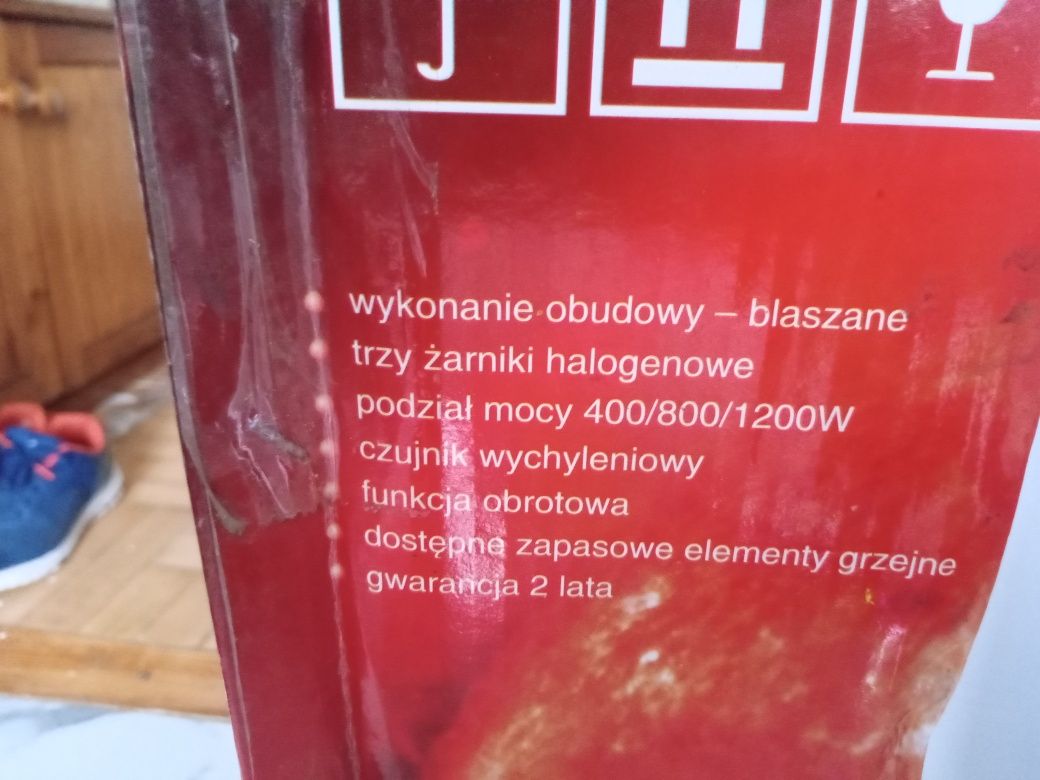 wykonanie obudowy – blaszane
trzy żarniki halogenowe
podział mocy 400/800/1200W
czujnik wychyleniowy
funkcja obrotowa
dostępne zapasowe elementy grzejne
gwarancja 2 lata